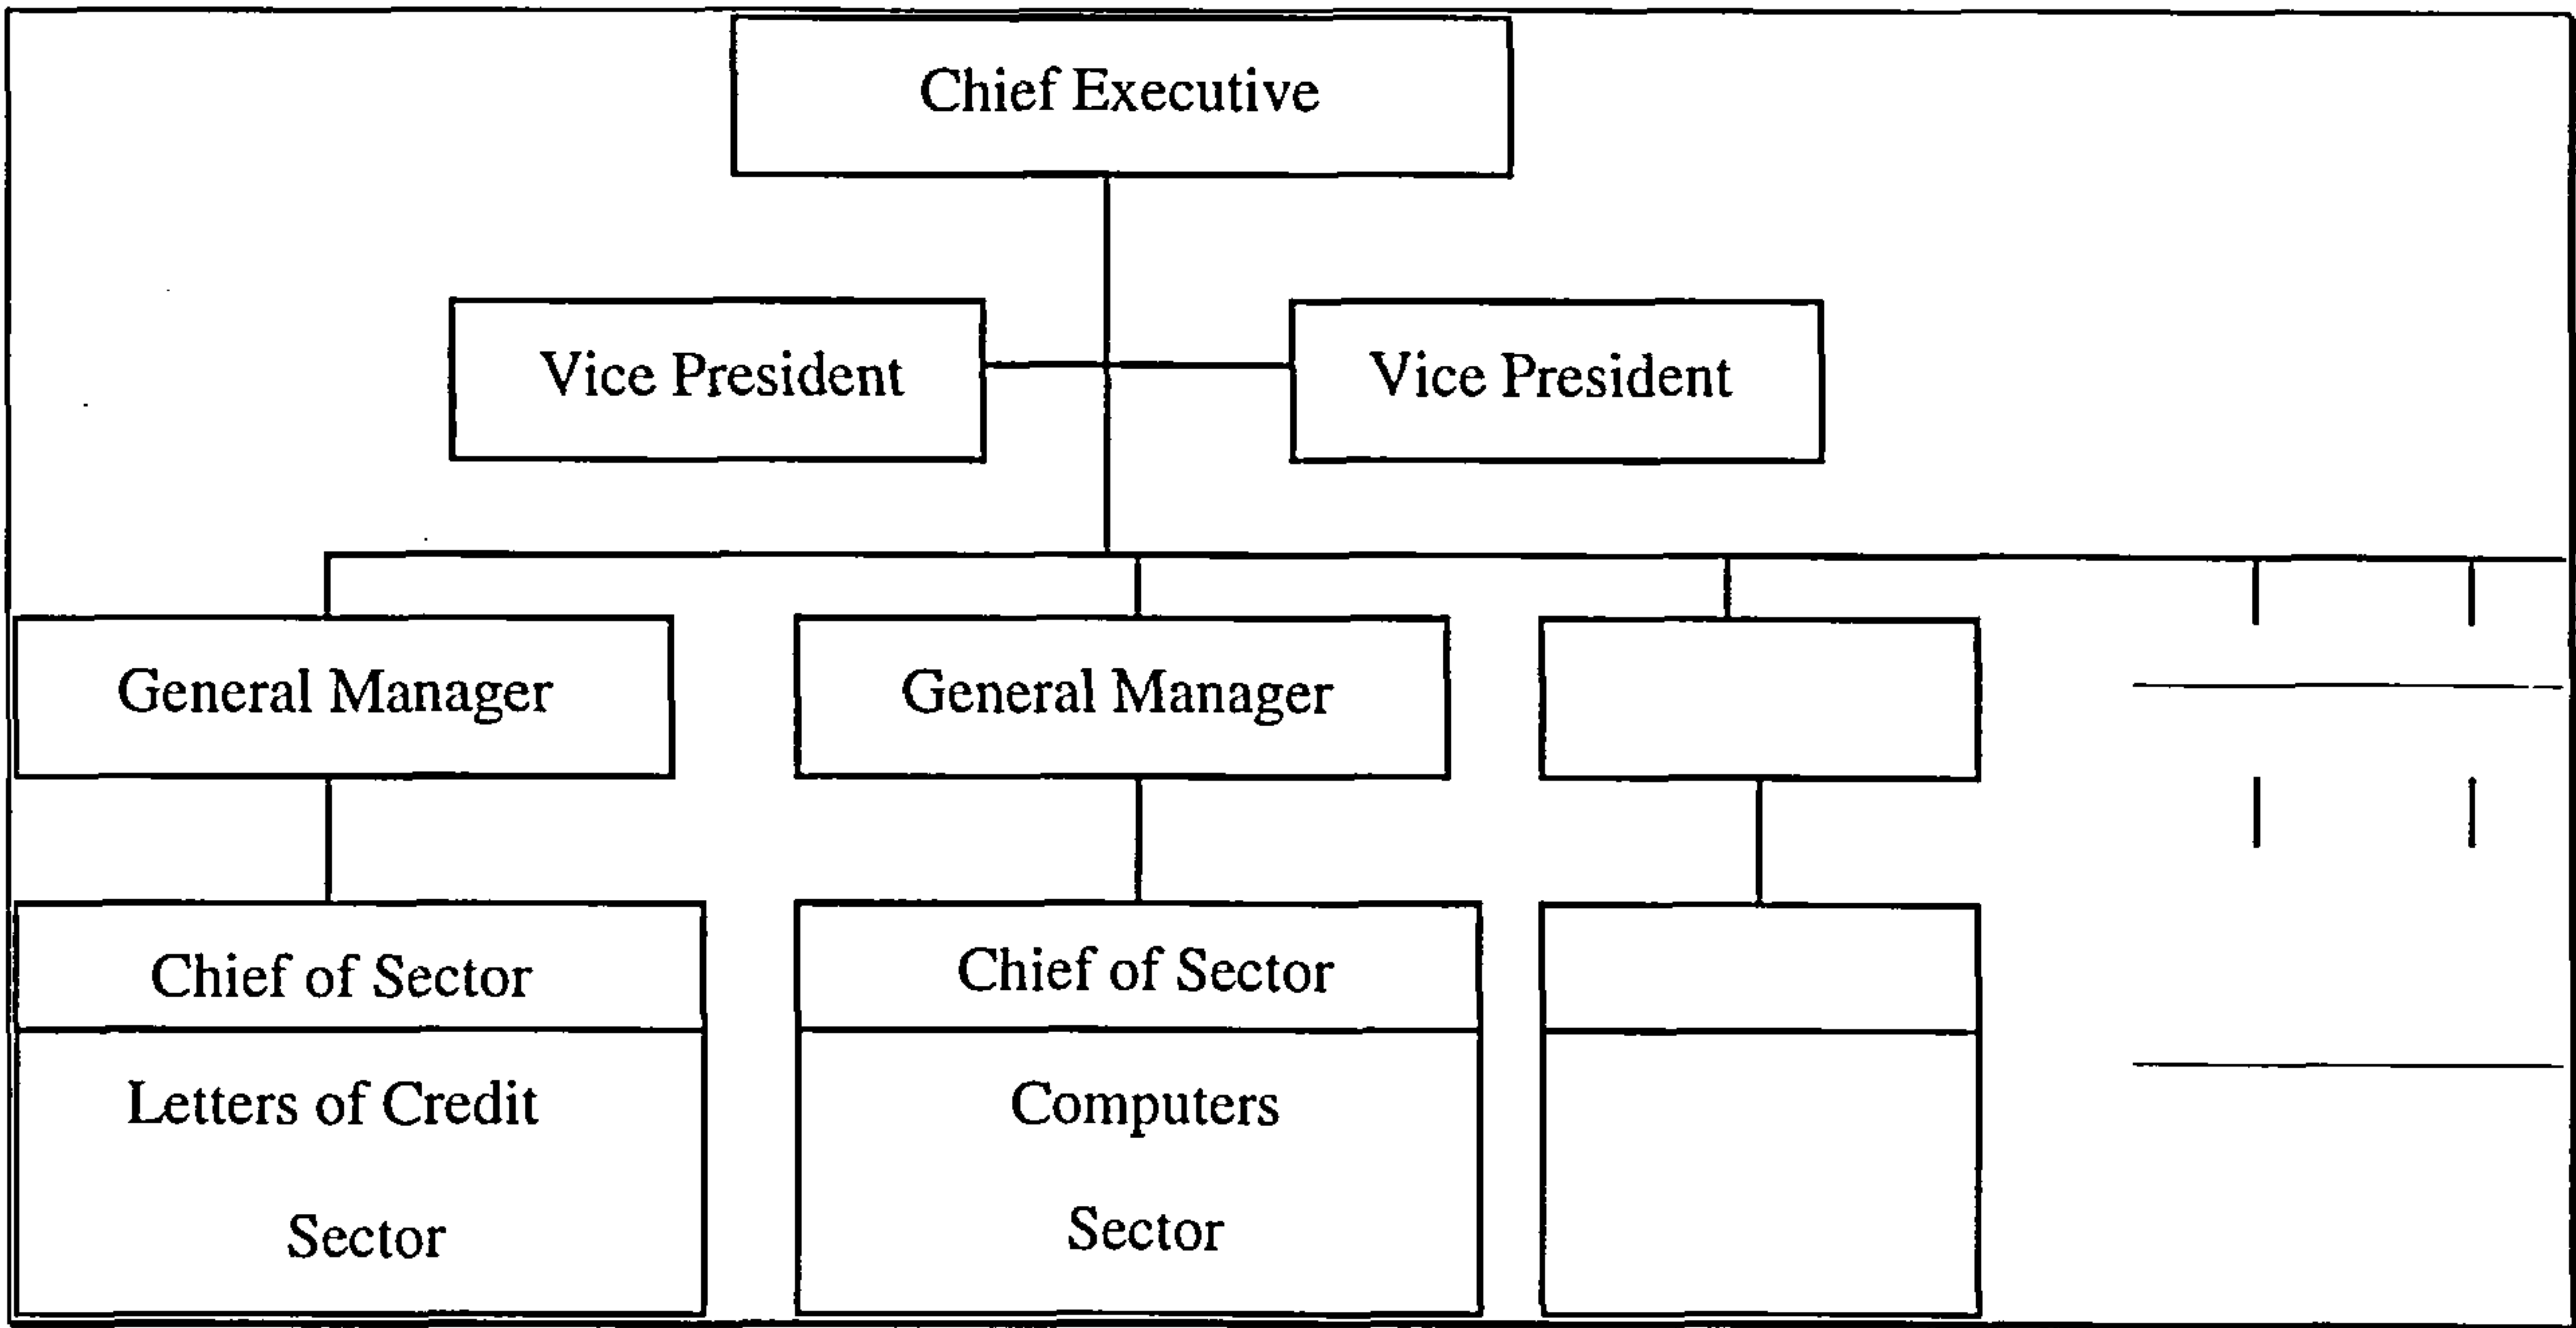 Chief Executive
Vice President
Vice President
General Manager
General Manager
Chief of Sector
Chief of Sector
Letters of Credit
Sector
Computers
Sector